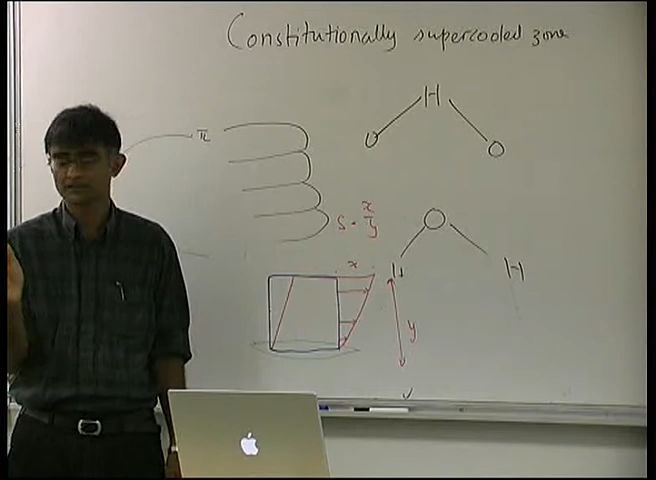 Constitutionally supercooled zone
H
O O
S = x/y
O
H H
x
y